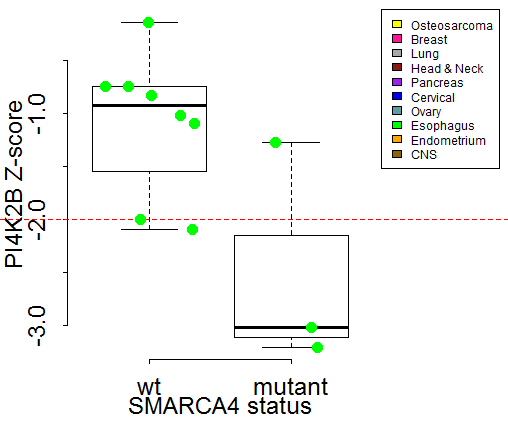 Osteosarcoma
Breast
Lung
Head & Neck
Pancreas
Cervical
Ovary
Esophagus
Endometrium
CNS
PI4K2B Z-score
-1.0
-2.0
-3.0
wt mutant
SMARCA4 status